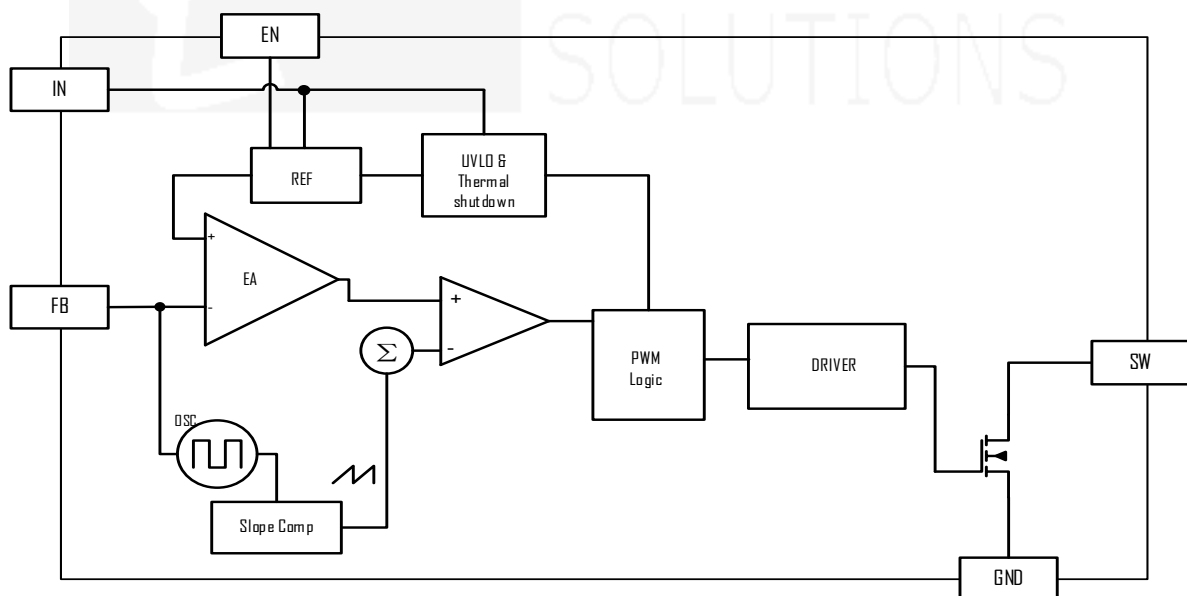 SOLUTIONS
EN
IN
REF
UVLO &
Thermal
shutdown
+
EA
-
FB
+
-
Σ
PWM
Logic
DRIVER
SW
OSC
Slope Comp
GND